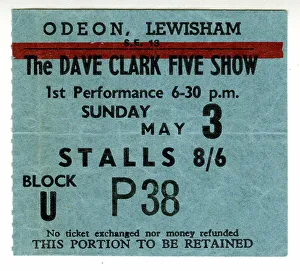 ODEON, LEWISHAM
S.E. 13
The DAVE CLARK FIVE SHOW
1st Performance 6-30 p.m.
SUNDAY
MAY 3
STALLS 8/6
BLOCK
U P38
No ticket exchanged nor money refunded
THIS PORTION TO BE RETAINED